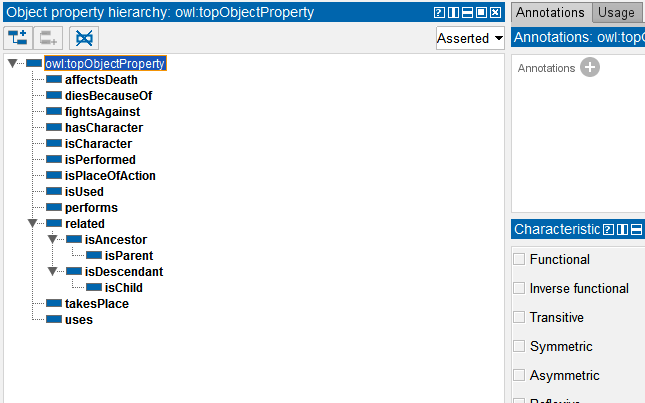 Object property hierarchy: owl:topObjectProperty
Asserted
owl:topObjectProperty
affectsDeath
diesBecauseOf
fightsAgainst
hasCharacter
isCharacter
isPerformed
isPlaceOfAction
isUsed
performs
related
isAncestor
isParent
isDescendant
isChild
takesPlace
uses
Annotations Usage
Annotations: owl:topO
Annotations
Characteristic
Functional
Inverse functional
Transitive
Symmetric
Asymmetric
Reflexive